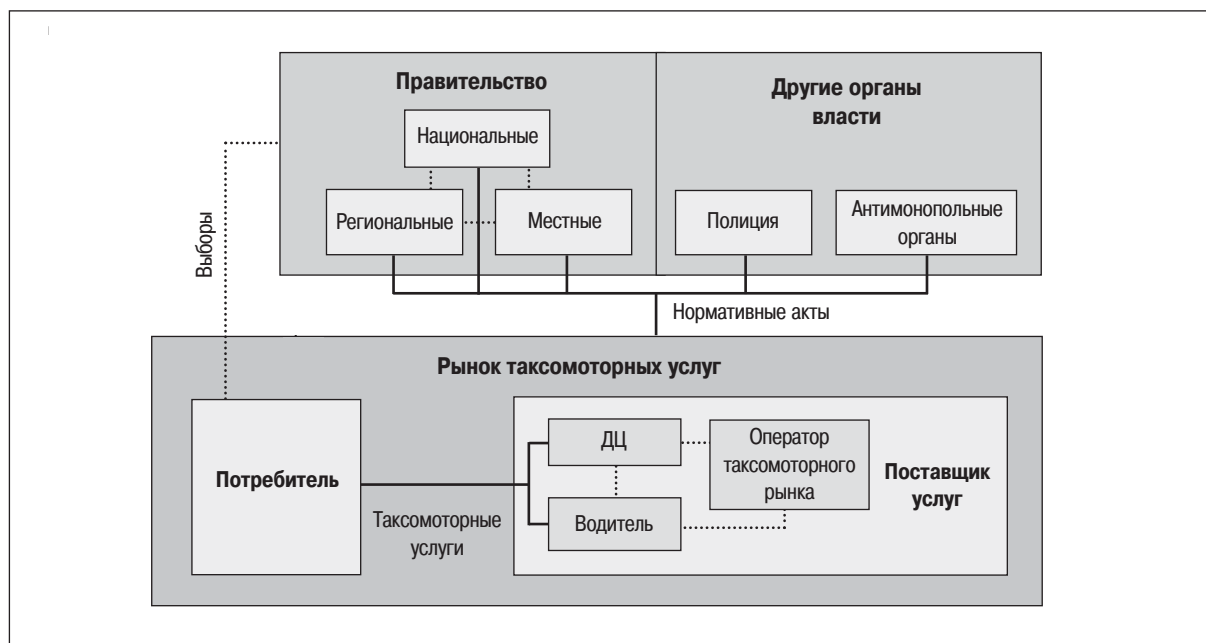 Правительство
Другие органы
власти
Национальные
Региональные
Местные
Полиция
Антимонопольные
органы
Выборы
Нормативные акты
Рынок таксомоторных услуг
Потребитель
Таксомоторные
услуги
ДЦ
Водитель
Оператор
таксомоторного
рынка
Поставщик
услуг